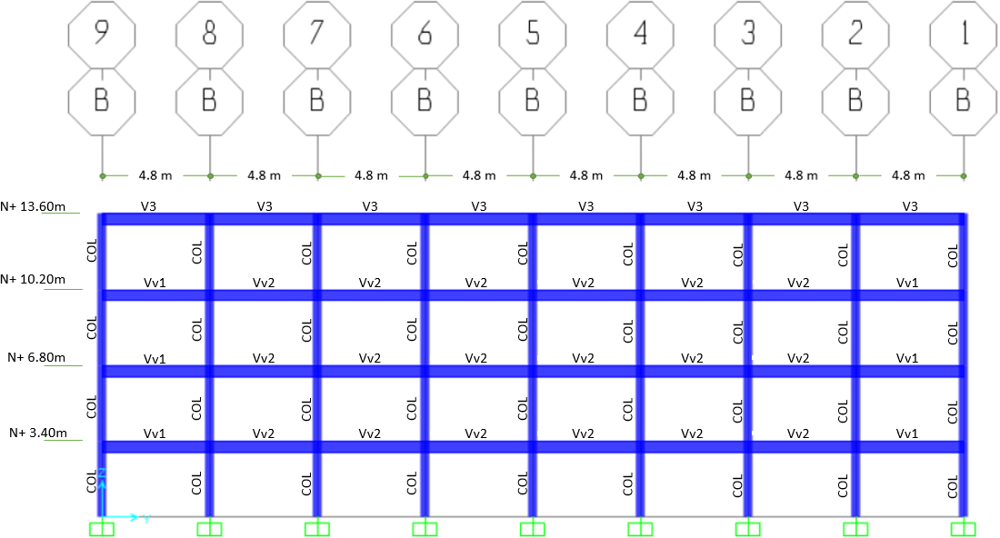 9 8 7 6 5 4 3 2 1
B B B B B B B B B
4.8 m 4.8 m 4.8 m 4.8 m 4.8 m 4.8 m 4.8 m 4.8 m
N+ 13.60m V3 V3 V3 V3 V3 V3 V3 V3
COL COL COL COL COL COL COL COL COL
N+ 10.20m Vv1 Vv2 Vv2 Vv2 Vv2 Vv2 Vv2 Vv1
COL COL COL COL COL COL COL COL COL
N+ 6.80m Vv1 Vv2 Vv2 Vv2 Vv2 Vv2 Vv2 Vv1
COL COL COL COL COL COL COL COL COL
N+ 3.40m Vv1 Vv2 Vv2 Vv2 Vv2 Vv2 Vv2 Vv1
COL COL COL COL COL COL COL COL COL
Z
Y